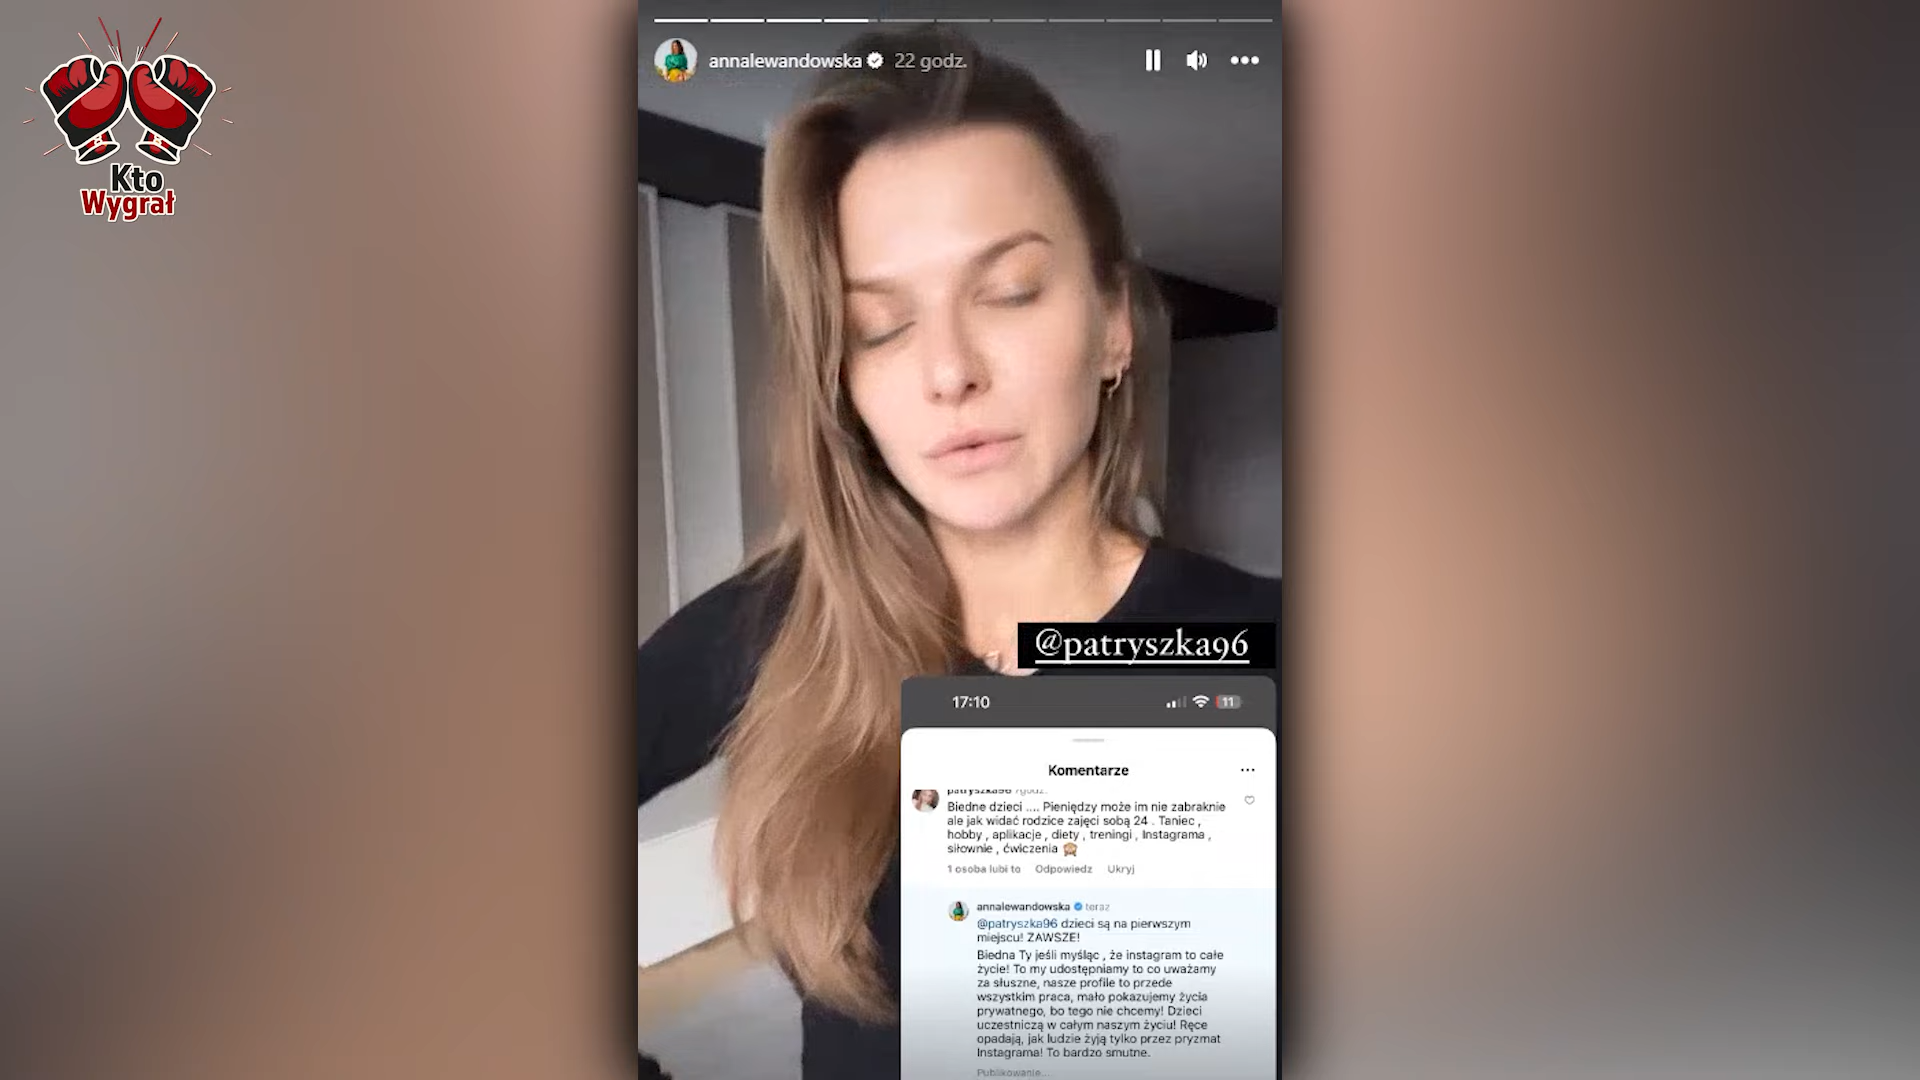 Kto
Wygrał
annalewandowska 22 godz.
@patryszka96
17:10
11
Komentarze
patryszka96 7godz.
Biedne dzieci .... Pieniędzy może im nie zabraknie
ale jak widać rodzice zajęci sobą 24 . Taniec ,
hobby , aplikacje , diety , treningi , Instagrama ,
siłownie , ćwiczenia
1 osoba lubi to Odpowiedz Ukryj
annalewandowska teraz
@patryszka96 dzieci są na pierwszym
miejscu! ZAWSZE!
Biedna Ty jeśli myśląc , że instagram to całe
życie! To my udostępniamy to co uważamy
za słuszne, nasze profile to przede
wszystkim praca, mało pokazujemy życia
prywatnego, bo tego nie chcemy! Dzieci
uczestniczą w całym naszym życiu! Ręce
opadają, jak ludzie żyją tylko przez pryzmat
Instagrama! To bardzo smutne.
Publikowanie...